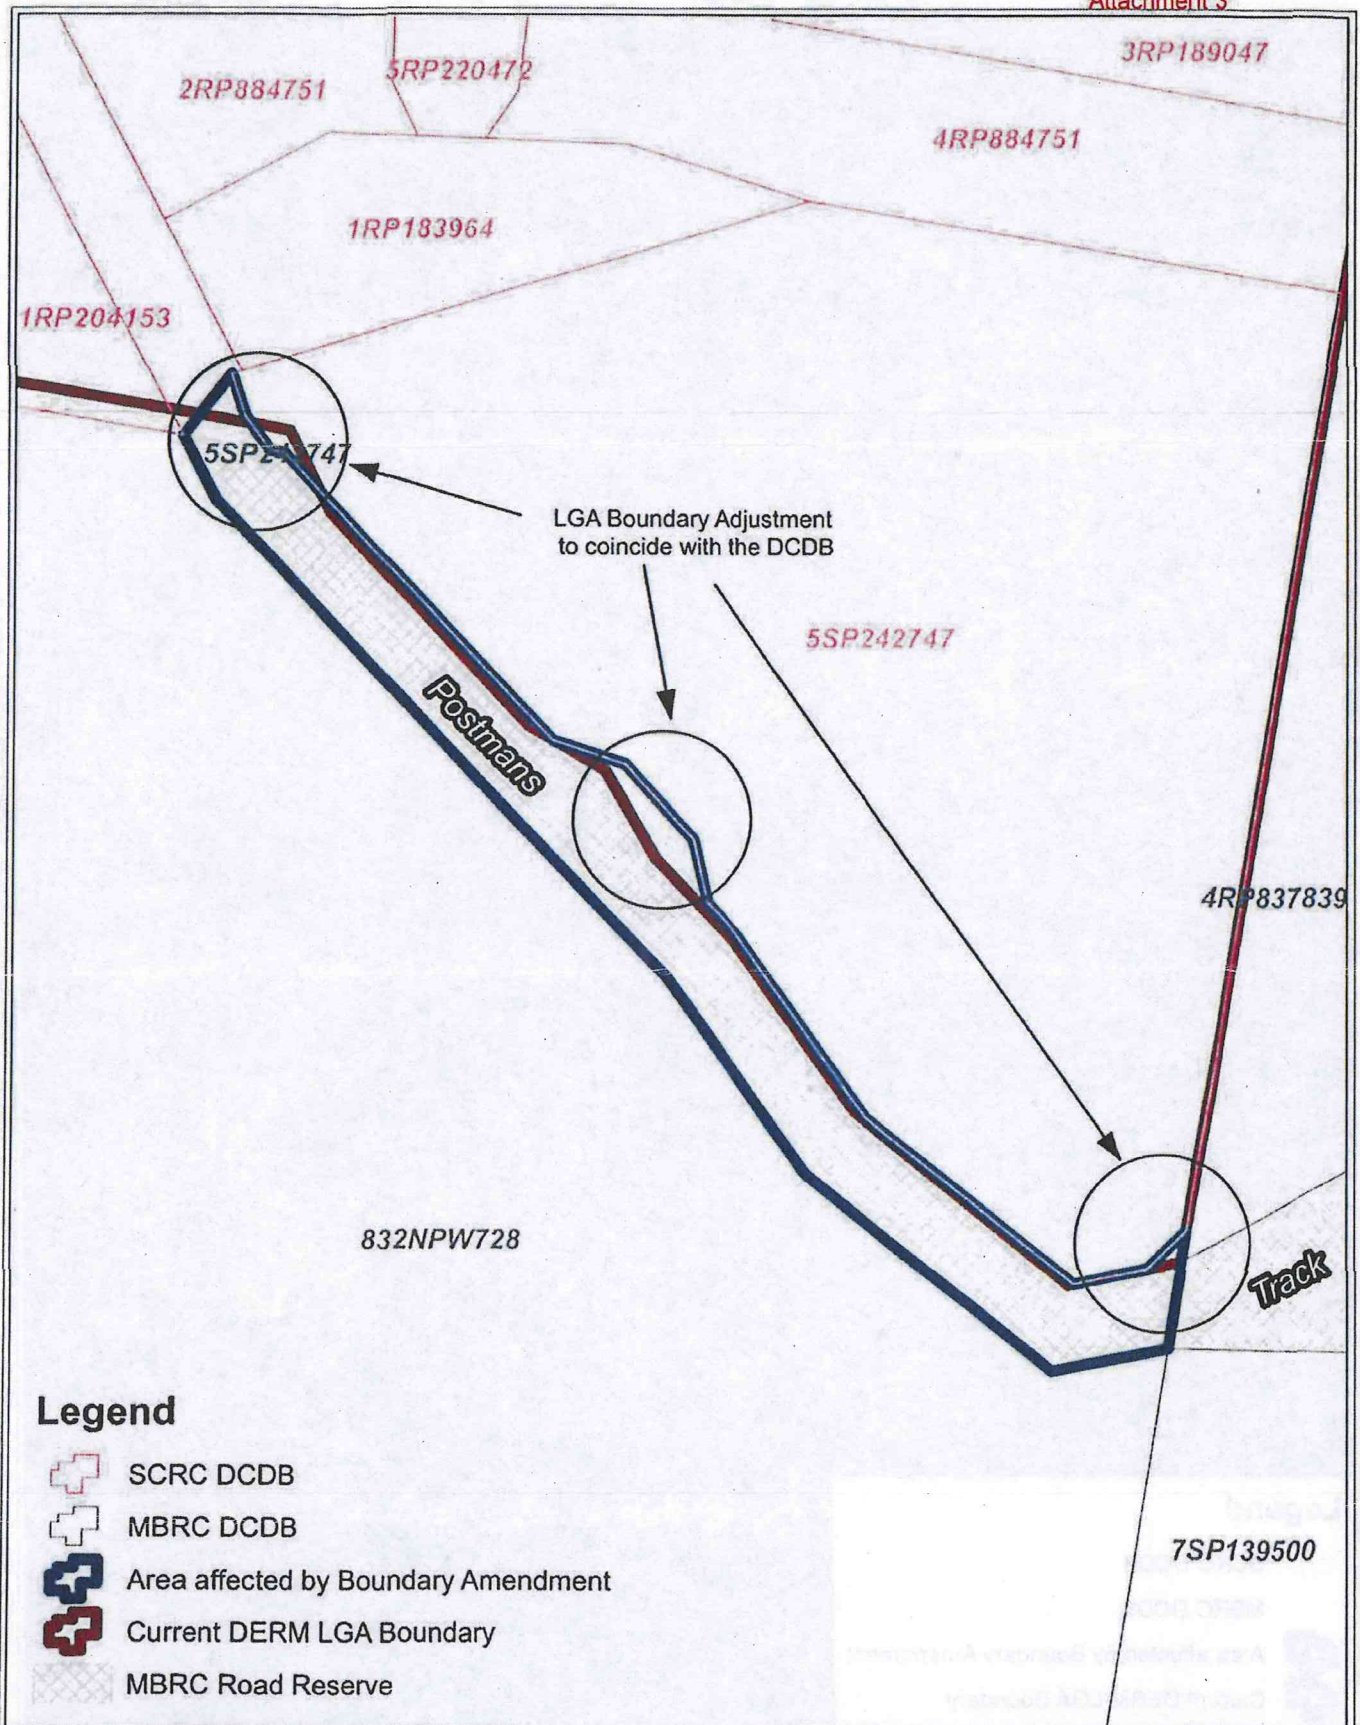 Attachment 3
3RP189047
5RP220472
2RP884751
4RP884751
1RP183964
1RP204153
5SP242747
LGA Boundary Adjustment
to coincide with the DCDB
5SP242747
Postmans
4RP837839
832NPW728
Track
Legend
SCRC DCDB
MBRC DCDB
7SP139500
Area affected by Boundary Amendment
Current DERM LGA Boundary
MBRC Road Reserve